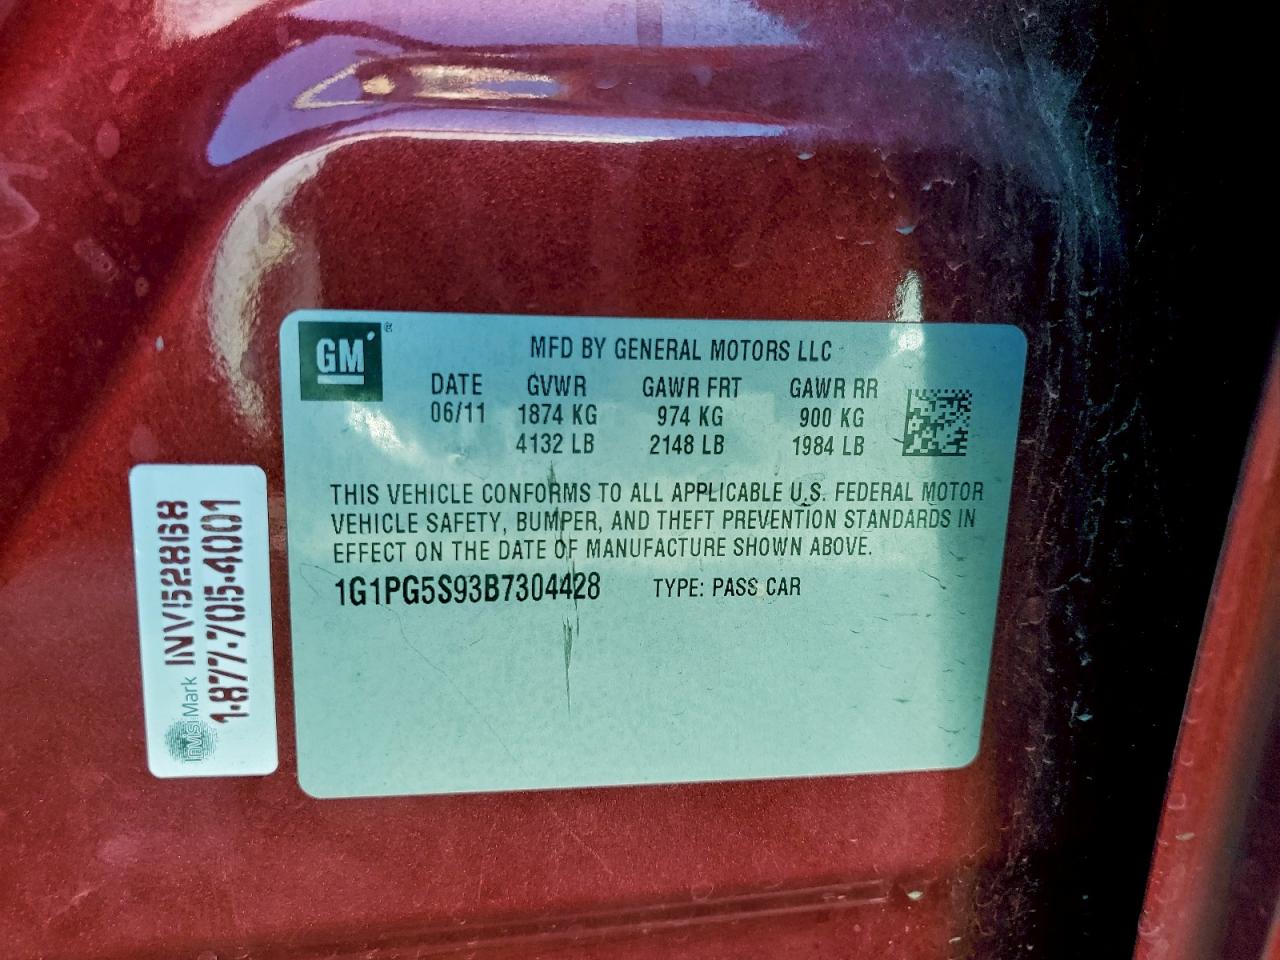 GM®
MFD BY GENERAL MOTORS LLC
DATE GVWR GAWR FRT GAWR RR
06/11 1874 KG 974 KG 900 KG
4132 LB 2148 LB 1984 LB
THIS VEHICLE CONFORMS TO ALL APPLICABLE U.S. FEDERAL MOTOR
VEHICLE SAFETY, BUMPER, AND THEFT PREVENTION STANDARDS IN
EFFECT ON THE DATE OF MANUFACTURE SHOWN ABOVE.
1G1PG5S93B7304428 TYPE: PASS CAR
Mark INV152868
1-877-705-4001